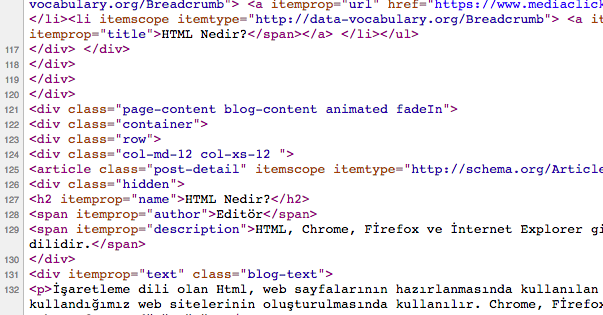 vocabulary.org/Breadcrumb"> <a itemprop="url" href="https://www.mediaclick
</li><li itemscope itemtype="http://data-vocabulary.org/Breadcrumb"> <a it
itemprop="title">HTML Nedir?</span></a> </li></ul>
117 </div> </div>
118 </div>
119 </div>
120 </div>
121 <div class="page-content blog-content animated fadeIn">
122 <div class="container">
123 <div class="row">
124 <div class="col-md-12 col-xs-12 ">
125 <article class="post-detail" itemscope itemtype="http://schema.org/Article
126 <div class="hidden">
127 <h2 itemprop="name">HTML Nedir?</h2>
128 <span itemprop="author">Editör</span>
129 <span itemprop="description">HTML, Chrome, Fİrefox ve İnternet Explorer gi
dilidir.</span>
130 </div>
131 <div itemprop="text" class="blog-text">
132 <p>İşaretleme dili olan Html, web sayfalarının hazırlanmasında kullanılan
kullandığımız web sitelerinin oluşturulmasında kullanılır. Chrome, Fİrefox